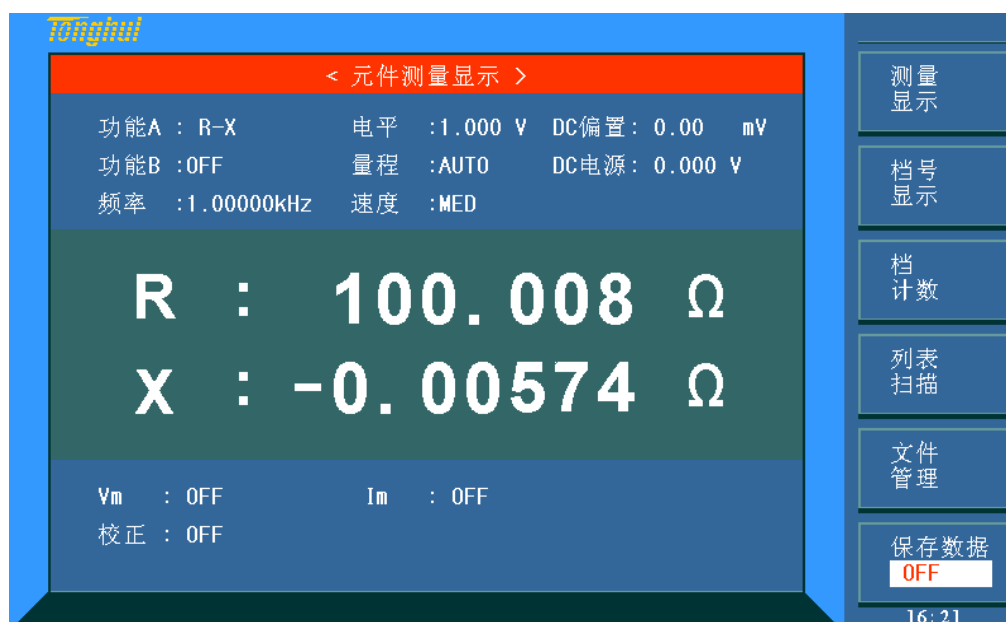 Tonghui
< 元件测量显示 >
功能A : R-X 电平 :1.000 V DC偏置: 0.00 mV
功能B :OFF 量程 :AUTO DC电源: 0.000 V
频率 :1.00000kHz 速度 :MED
R : 100.008 Ω
X : -0.00574 Ω
Vm : OFF Im : OFF
校正 : OFF
测量
显示
档号
显示
档
计数
列表
扫描
文件
管理
保存数据
OFF
16:21